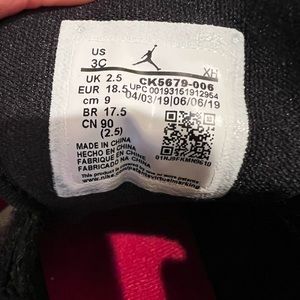 US
3C
XH
UK 2.5
CK5679-006
EUR 18.5
UPC 00193151912954
cm 9
04/03/19|06/06/19
BR 17.5
CN 90
(2.5)
MADE IN CHINA
HECHO EN CHINA
FABRIQUE EN CHINE
FABRICADO NA CHINA